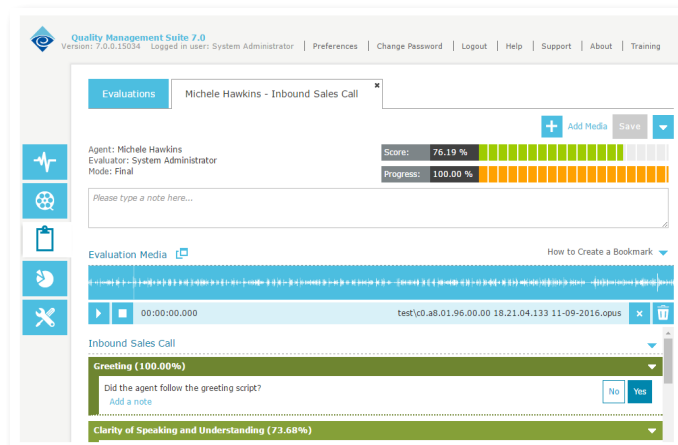 Quality Management Suite 7.0
Version: 7.0.0.15034 Logged in user: System Administrator | Preferences | Change Password | Logout | Help | Support | About | Training
Evaluations
Michele Hawkins - Inbound Sales Call
Add Media
Save
Agent: Michele Hawkins
Evaluator: System Administrator
Mode: Final
Score: 76.19 %
Progress: 100.00 %
Please type a note here...
Evaluation Media
How to Create a Bookmark
00:00:00.000
test\c0.a8.01.96.00.00 18.21.04.133 11-09-2016.opus
Inbound Sales Call
Greeting (100.00%)
Did the agent follow the greeting script?
No Yes
Add a note
Clarity of Speaking and Understanding (73.68%)